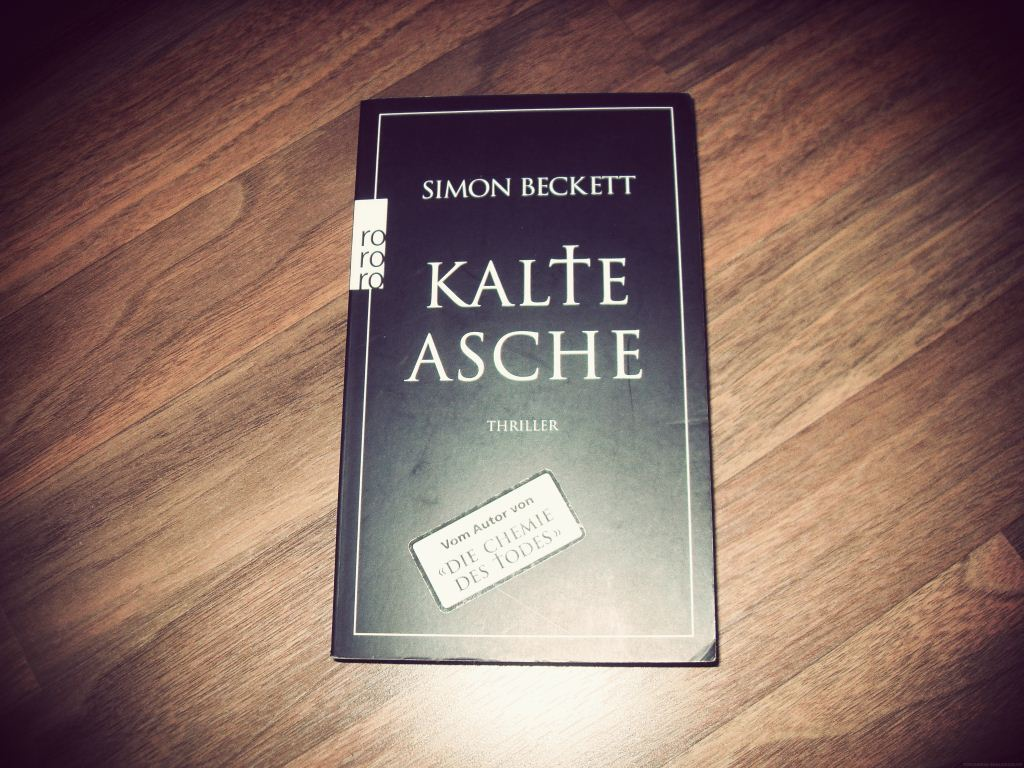 SIMON BECKETT
ro
ro
ro
KALTE
ASCHE
THRILLER
Vom Autor von
«DIE CHEMIE
DES TODES»